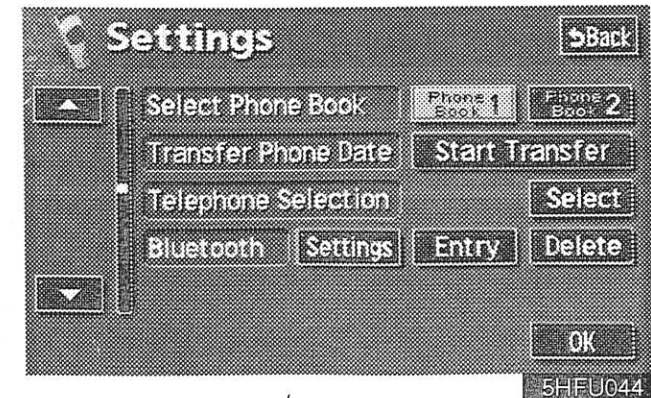 Settings
Back
Select Phone Book Phone Book 1 Phone Book 2
Transfer Phone Date Start Transfer
Telephone Selection Select
Bluetooth Settings Entry Delete
OK
5HFU044